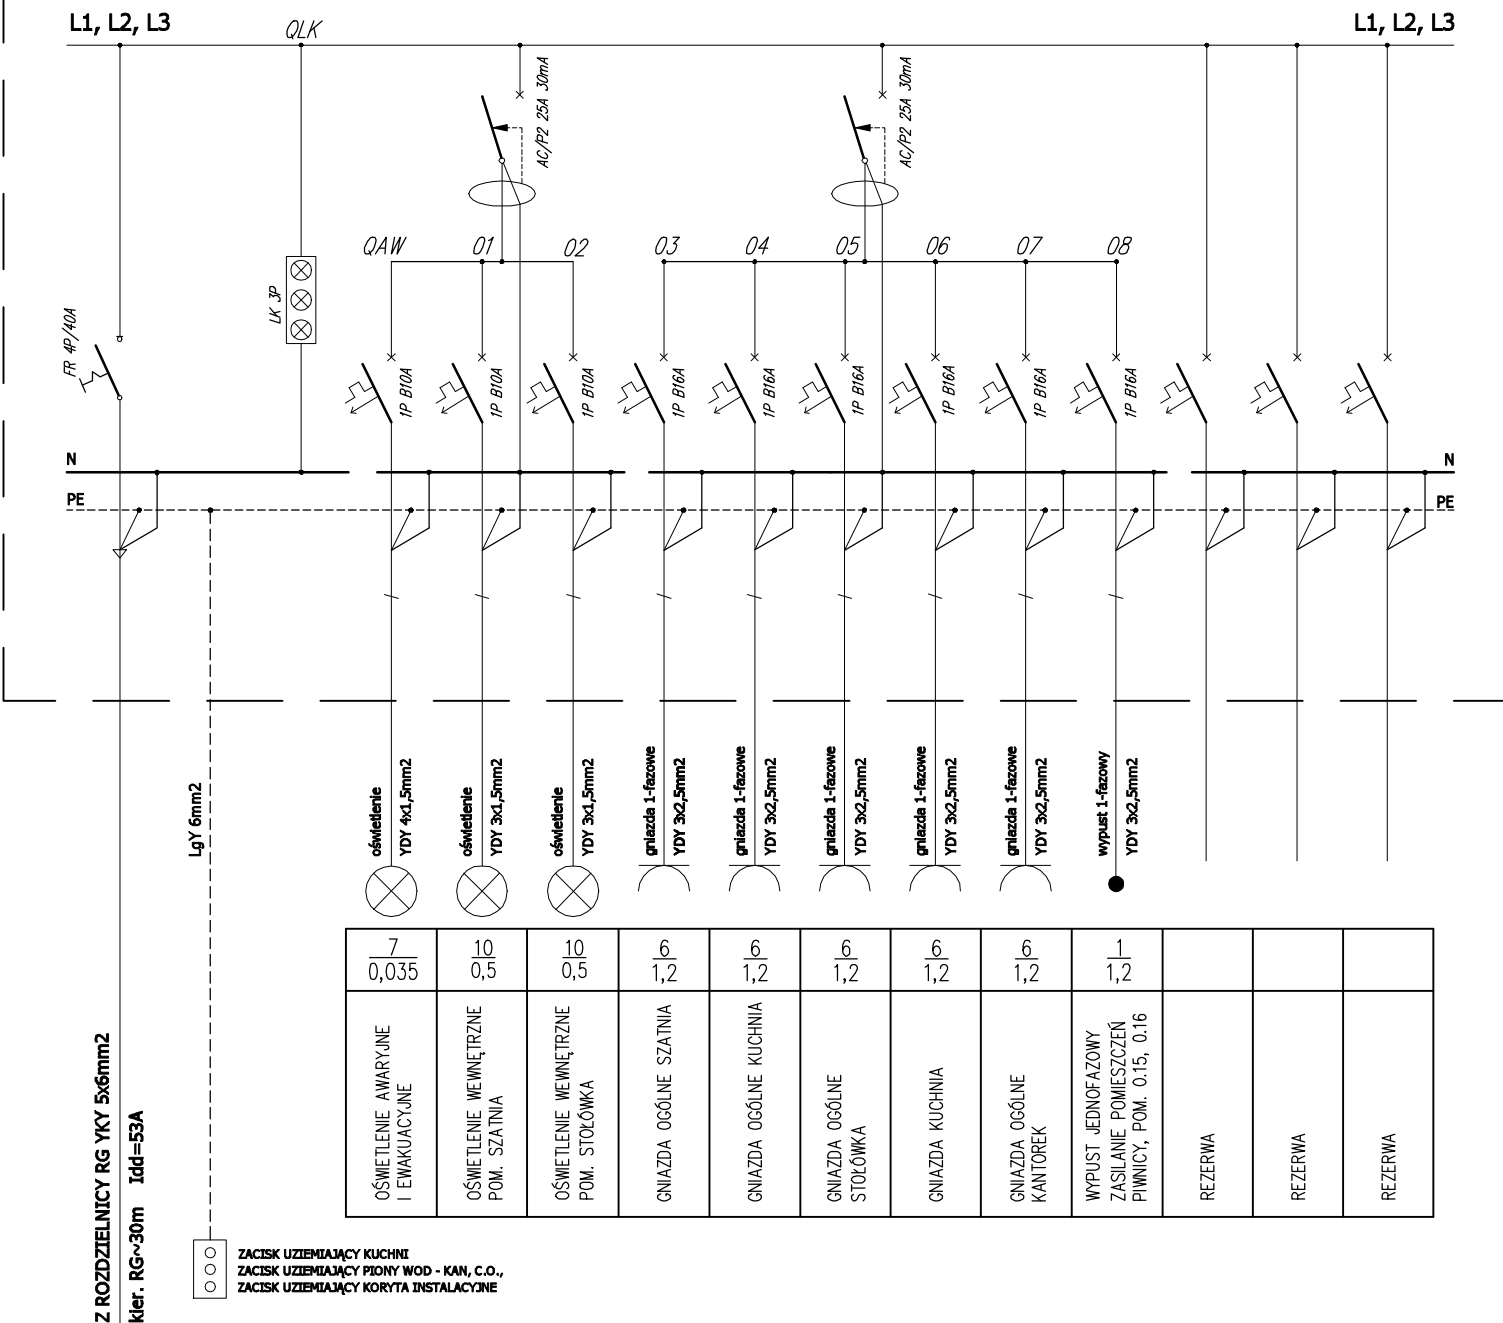 L1, L2, L3
QLK
L1, L2, L3
AC/P2 25A 30mA
AC/P2 25A 30mA
QAW
01
02
03
04
05
06
07
08
LK 3P
FR 4P/40A
1P B10A
1P B10A
1P B10A
1P B16A
1P B16A
1P B16A
1P B16A
1P B16A
1P B16A
N
N
PE
PE
LgY 6mm2
oświetlenie
YDY 4x1,5mm2
oświetlenie
YDY 3x1,5mm2
oświetlenie
YDY 3x1,5mm2
gniazda 1-fazowe
YDY 3x2,5mm2
gniazda 1-fazowe
YDY 3x2,5mm2
gniazda 1-fazowe
YDY 3x2,5mm2
gniazda 1-fazowe
YDY 3x2,5mm2
gniazda 1-fazowe
YDY 3x2,5mm2
wypust 1-fazowy
YDY 3x2,5mm2
7
0,035
10
0,5
10
0,5
6
1,2
6
1,2
6
1,2
6
1,2
6
1,2
1
1,2
OŚWIETLENIE AWARYJNE
I EWAKUACYJNE
OŚWIETLENIE WEWNĘTRZNE
POM. SZATNIA
OŚWIETLENIE WEWNĘTRZNE
POM. STOŁÓWKA
GNIAZDA OGÓLNE SZATNIA
GNIAZDA OGÓLNE KUCHNIA
GNIAZDA OGÓLNE
STOŁÓWKA
GNIAZDA KUCHNIA
GNIAZDA OGÓLNE
KANTOREK
WYPUST JEDNOFAZOWY
ZASILANIE POMIESZCZEŃ
PIWNICY, POM. 0.15, 0.16
REZERWA
REZERWA
REZERWA
Z ROZDZIELNICY RG YKY 5x6mm2
kier. RG~30m Idd=53A
ZACISK UZIEMIAJĄCY KUCHNI
ZACISK UZIEMIAJĄCY PIONY WOD - KAN, C.O.,
ZACISK UZIEMIAJĄCY KORYTA INSTALACYJNE